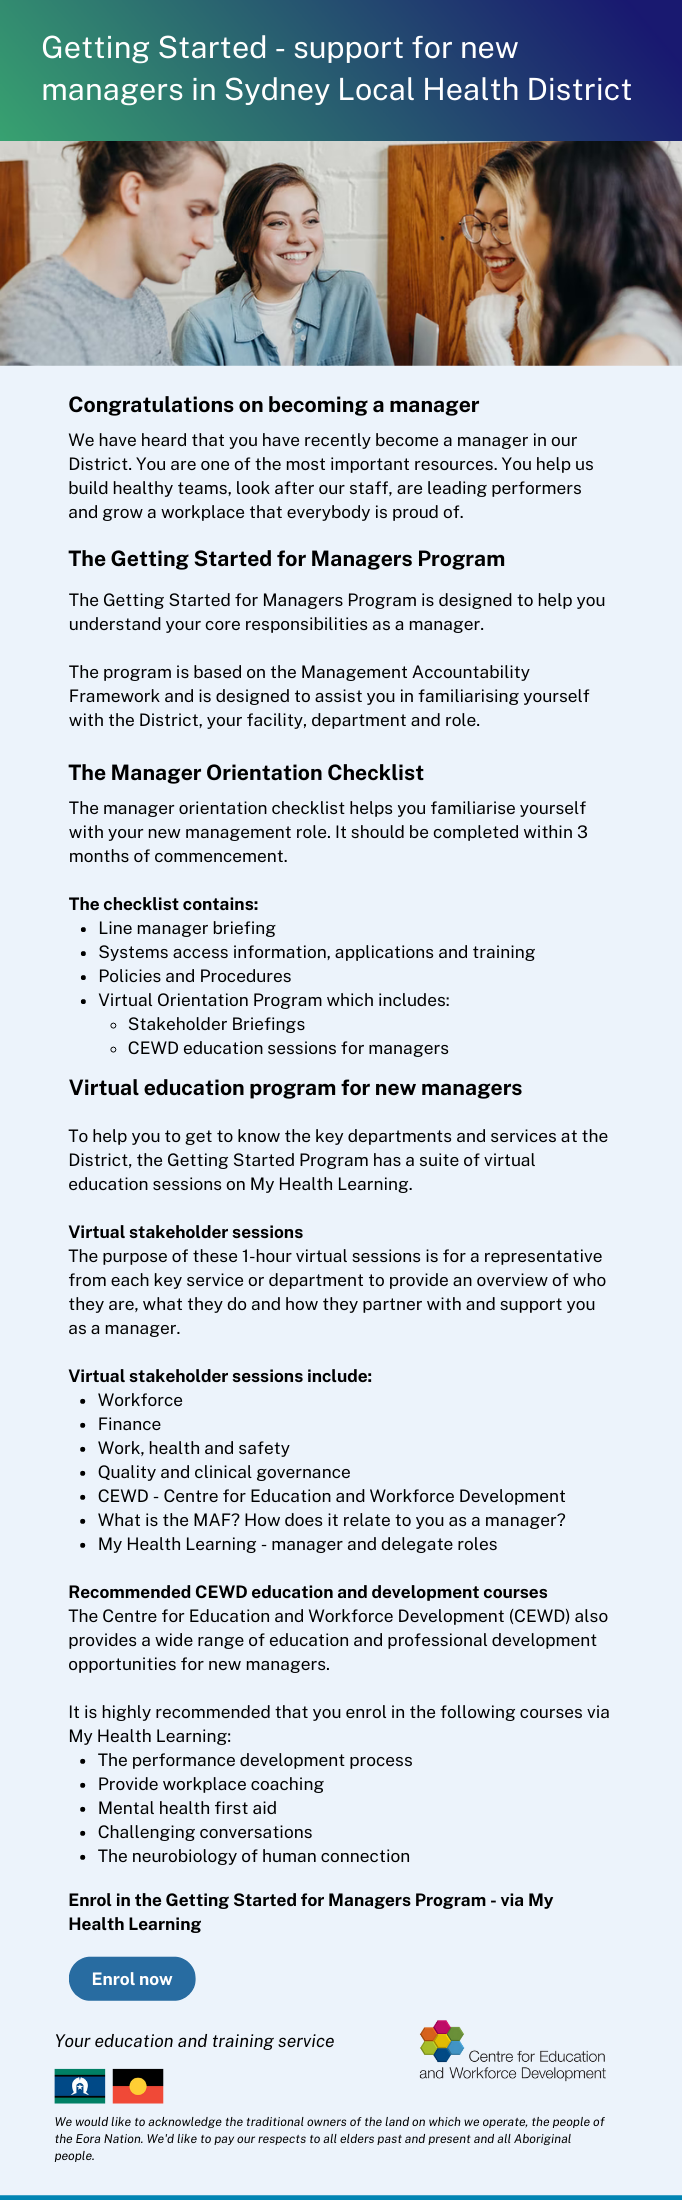 Getting Started - support for new
managers in Sydney Local Health District
Congratulations on becoming a manager
We have heard that you have recently become a manager in our
District. You are one of the most important resources. You help us
build healthy teams, look after our staff, are leading performers
and grow a workplace that everybody is proud of.
The Getting Started for Managers Program
The Getting Started for Managers Program is designed to help you
understand your core responsibilities as a manager.
The program is based on the Management Accountability
Framework and is designed to assist you in familiarising yourself
with the District, your facility, department and role.
The Manager Orientation Checklist
The manager orientation checklist helps you familiarise yourself
with your new management role. It should be completed within 3
months of commencement.
The checklist contains:
• Line manager briefing
• Systems access information, applications and training
• Policies and Procedures
• Virtual Orientation Program which includes:
◦ Stakeholder Briefings
◦ CEWD education sessions for managers
Virtual education program for new managers
To help you to get to know the key departments and services at the
District, the Getting Started Program has a suite of virtual
education sessions on My Health Learning.
Virtual stakeholder sessions
The purpose of these 1-hour virtual sessions is for a representative
from each key service or department to provide an overview of who
they are, what they do and how they partner with and support you
as a manager.
Virtual stakeholder sessions include:
• Workforce
• Finance
• Work, health and safety
• Quality and clinical governance
• CEWD - Centre for Education and Workforce Development
• What is the MAF? How does it relate to you as a manager?
• My Health Learning - manager and delegate roles
Recommended CEWD education and development courses
The Centre for Education and Workforce Development (CEWD) also
provides a wide range of education and professional development
opportunities for new managers.
It is highly recommended that you enrol in the following courses via
My Health Learning:
• The performance development process
• Provide workplace coaching
• Mental health first aid
• Challenging conversations
• The neurobiology of human connection
Enrol in the Getting Started for Managers Program - via My
Health Learning
Enrol now
Your education and training service
Centre for Education
and Workforce Development
We would like to acknowledge the traditional owners of the land on which we operate, the people of
the Eora Nation. We'd like to pay our respects to all elders past and present and all Aboriginal
people.